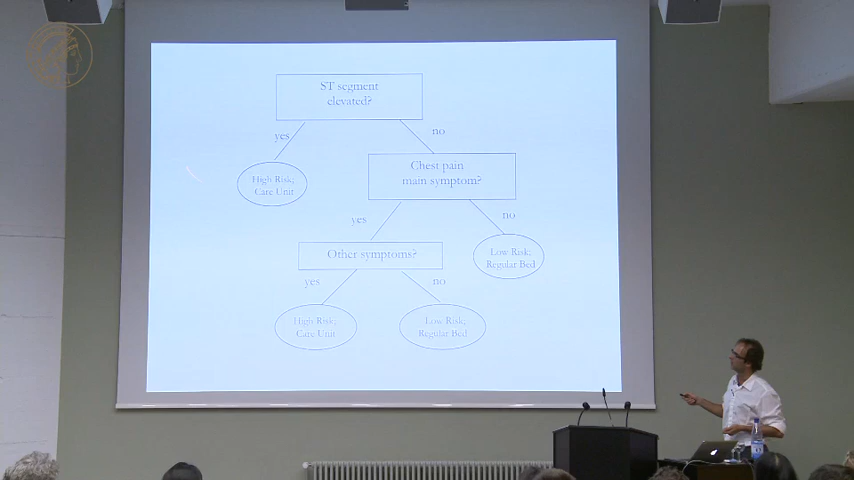 ST segment
elevated?
yes
no
High Risk;
Care Unit
Chest pain
main symptom?
yes
no
Other symptoms?
Low Risk;
Regular Bed
yes
no
High Risk;
Care Unit
Low Risk;
Regular Bed